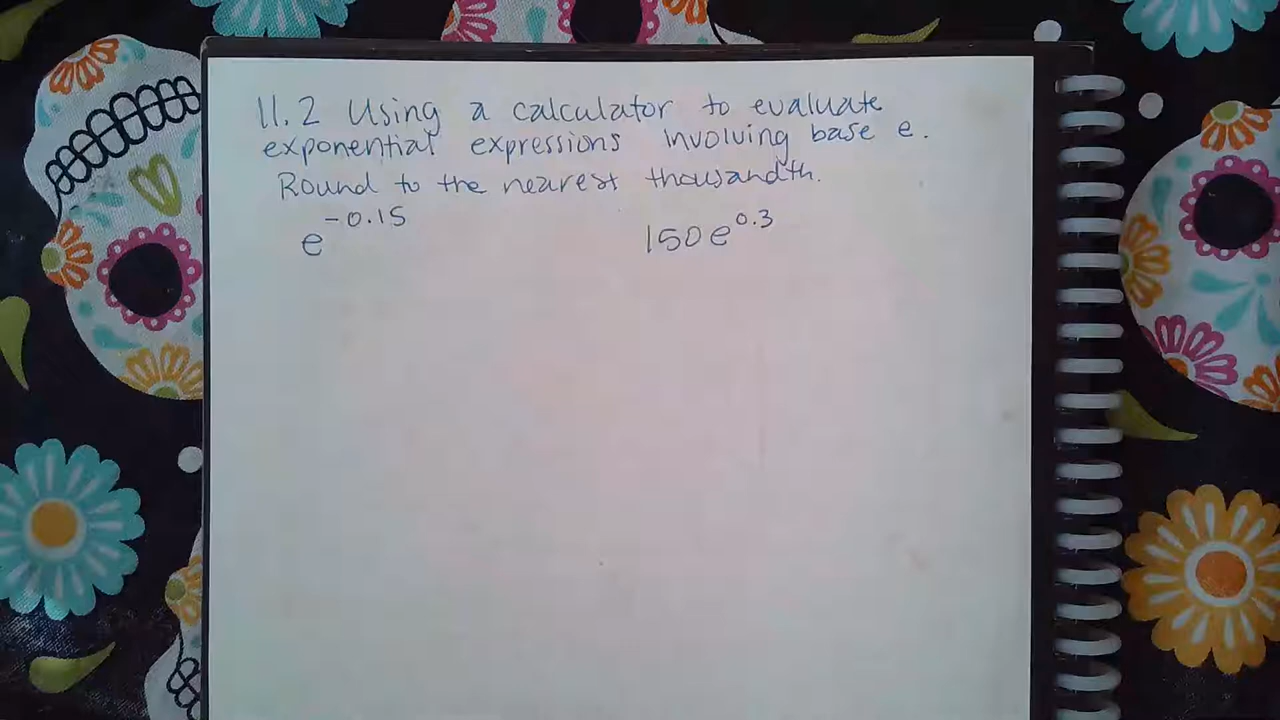 11.2 Using a calculator to evaluate
exponential expressions involving base e.
Round to the nearest thousandth.
e^-0.15 150e^0.3